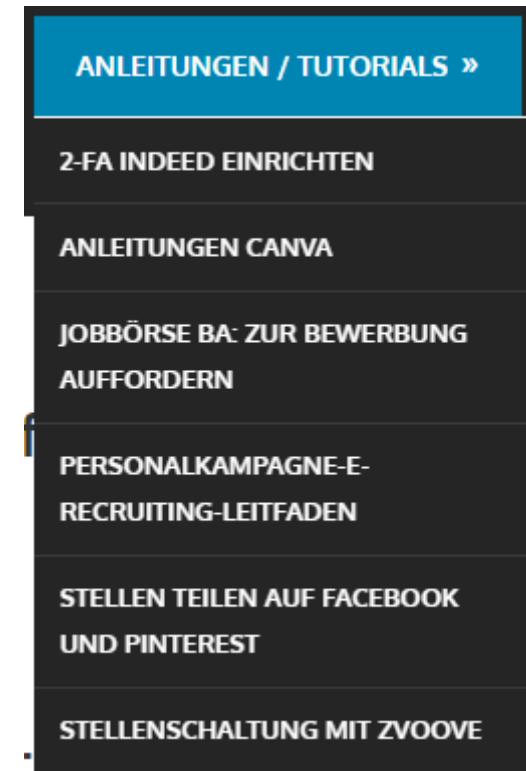 ANLEITUNGEN / TUTORIALS »
2-FA INDEED EINRICHTEN
ANLEITUNGEN CANVA
JOBBÖRSE BA: ZUR BEWERBUNG
AUFFORDERN
PERSONALKAMPAGNE-E-
RECRUITING-LEITFADEN
STELLEN TEILEN AUF FACEBOOK
UND PINTEREST
STELLENSCHALTUNG MIT ZVOOVE